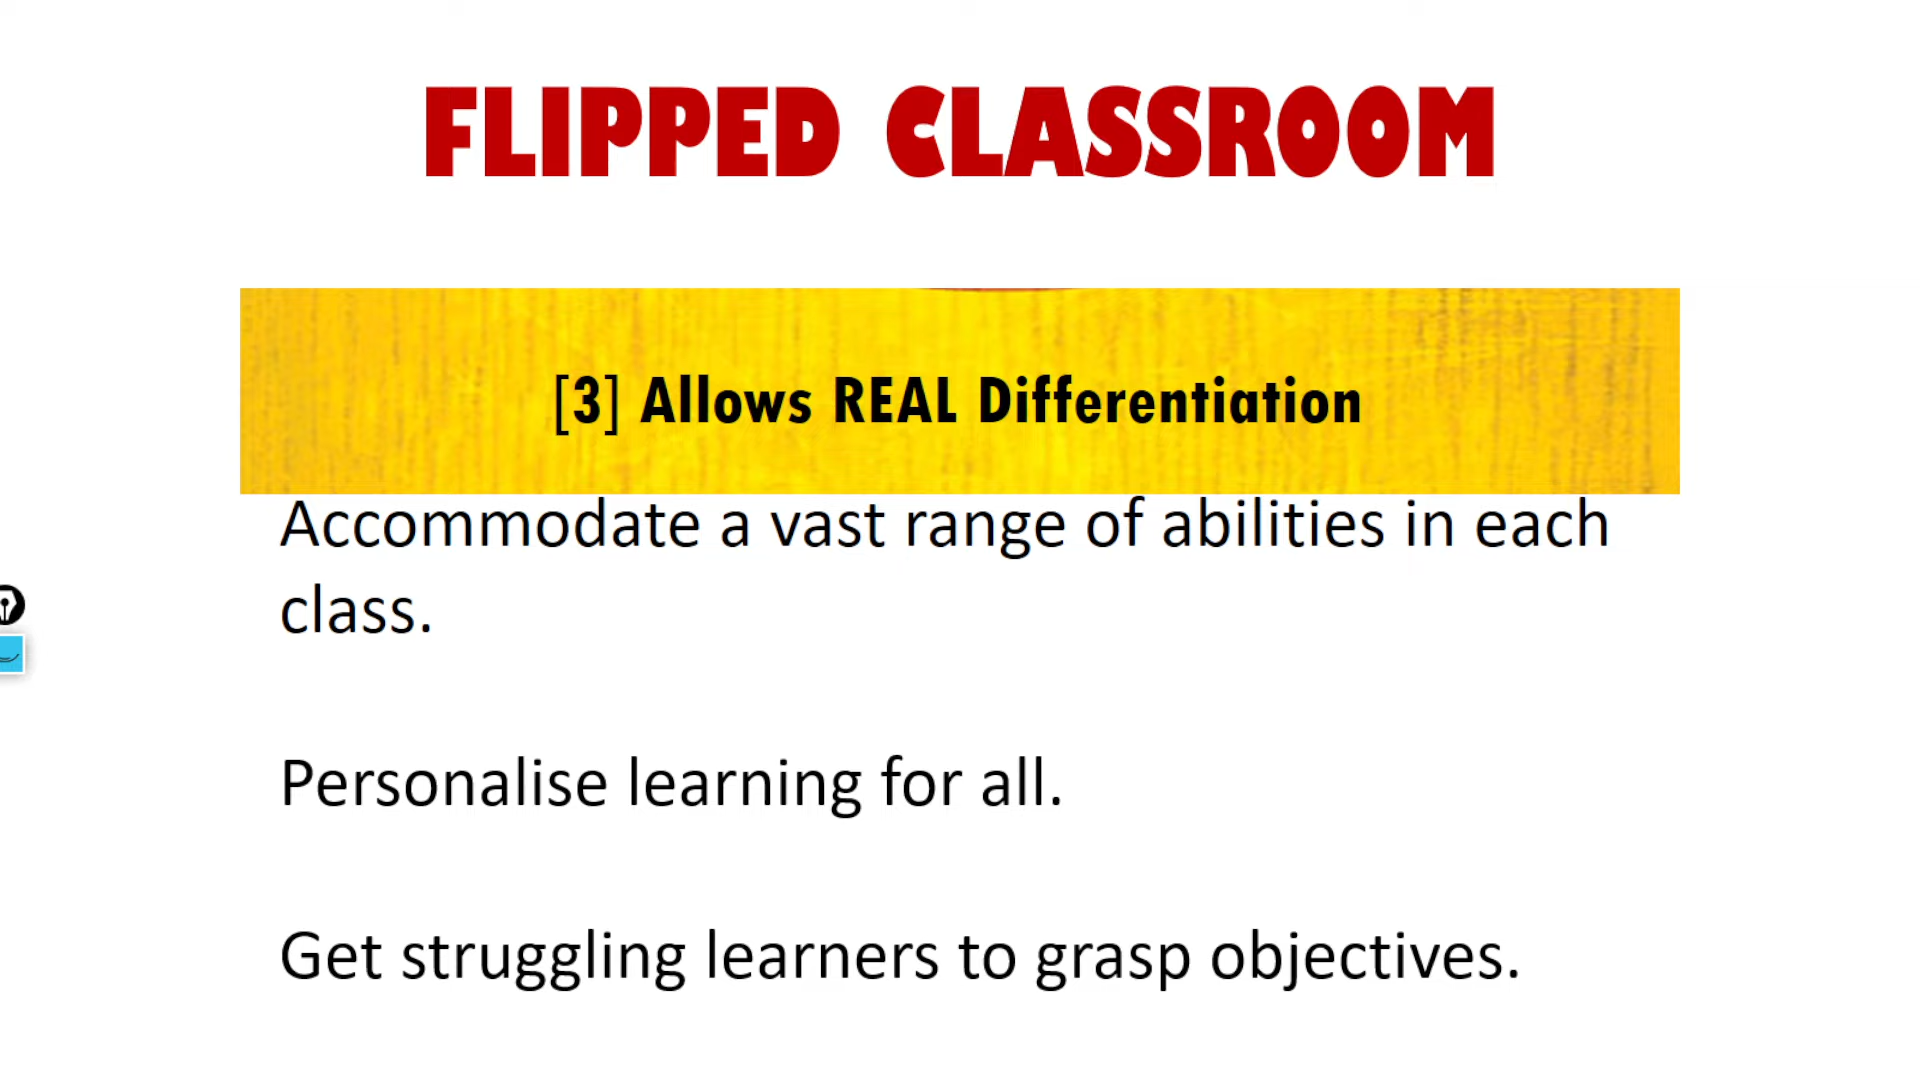 FLIPPED CLASSROOM
[3] Allows REAL Differentiation
Accommodate a vast range of abilities in each
class.
Personalise learning for all.
Get struggling learners to grasp objectives.